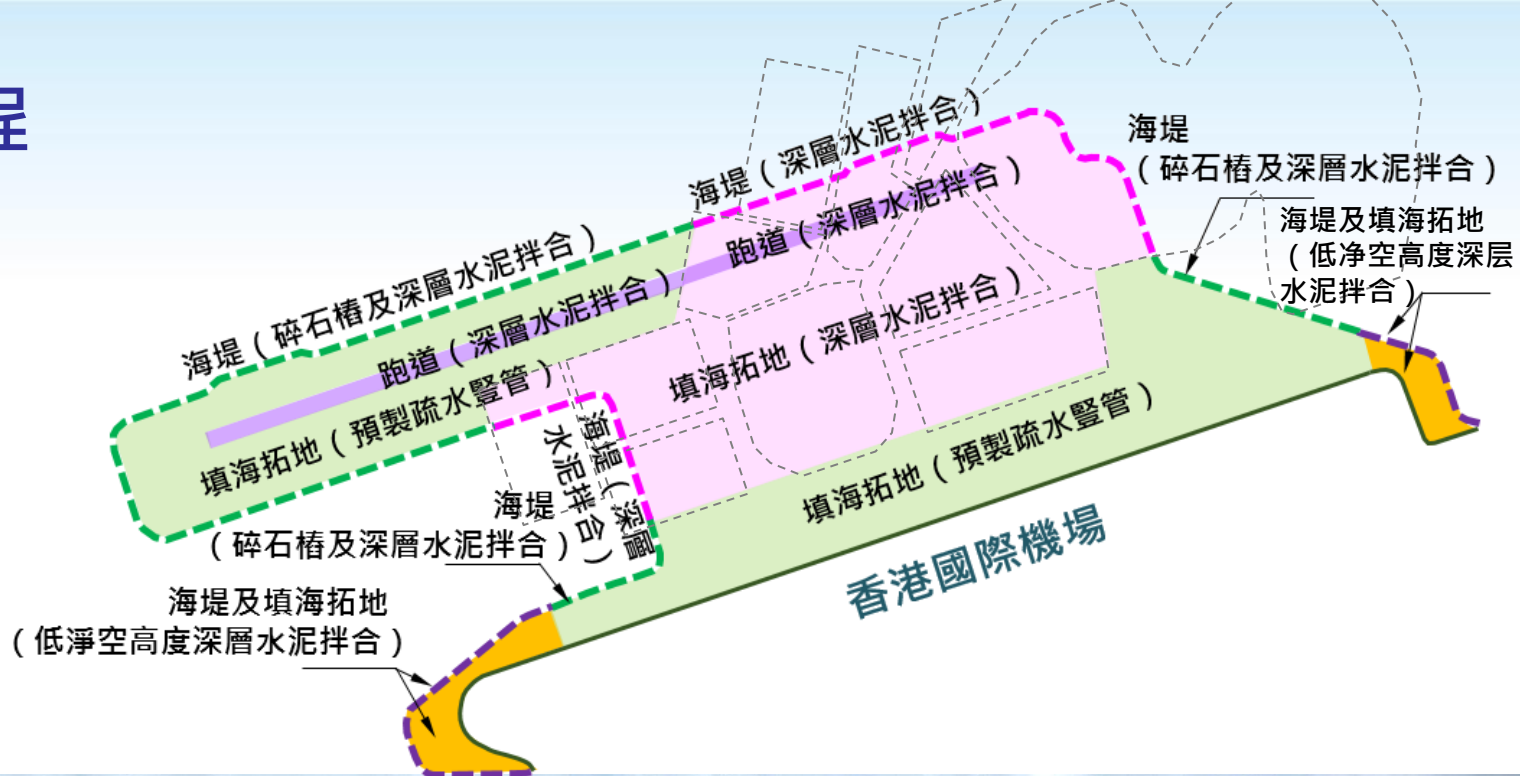 程
海堤（深層水泥拌合）
海堤
（碎石樁及深層水泥拌合）
海堤及填海拓地
（低净空高度深层
水泥拌合）
跑道（深層水泥拌合）
海堤（碎石樁及深層水泥拌合）
跑道（深層水泥拌合）
填海拓地（深層水泥拌合）
填海拓地（預製疏水豎管）
海堤（深層
水泥拌合）
填海拓地（預製疏水豎管）
海堤
（碎石樁及深層水泥拌合）
香港國際機場
海堤及填海拓地
（低淨空高度深層水泥拌合）